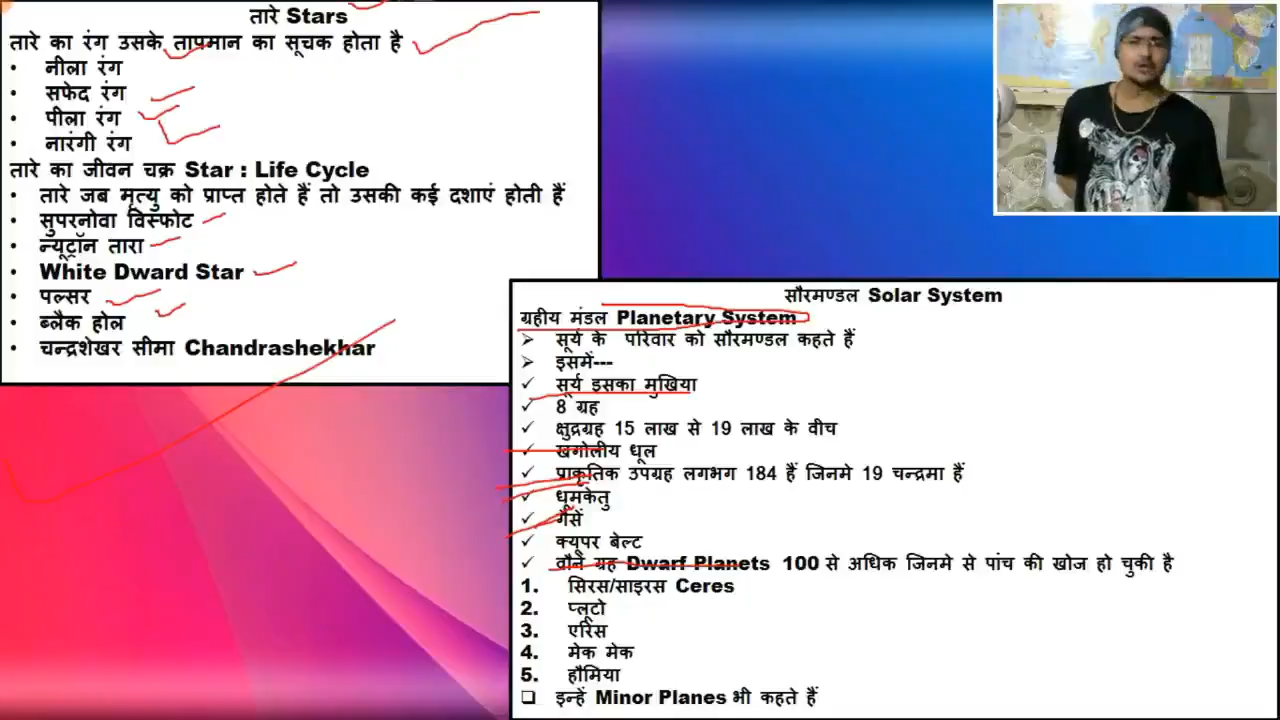 तारे Stars
तारे का रंग उसके तापमान का सूचक होता है
• नीला रंग
• सफेद रंग
• पीला रंग
• नारंगी रंग
तारे का जीवन चक्र Star : Life Cycle
• तारे जब मृत्यु को प्राप्त होते हैं तो उसकी कई दशाएं होती हैं
• सुपरनोवा विस्फोट
• न्यूट्रॉन तारा
• White Dward Star
• पल्सर
• ब्लैक होल
• चन्द्रशेखर सीमा Chandrashekhar
सौरमण्डल Solar System
ग्रहीय मंडल Planetary System
➢ सूर्य के परिवार को सौरमण्डल कहते हैं
➢ इसमें---
✓ सूर्य इसका मुखिया
✓ 8 ग्रह
✓ क्षुद्रग्रह 15 लाख से 19 लाख के वीच
✓ खगोलीय धूल
✓ प्राकृतिक उपग्रह लगभग 184 हैं जिनमे 19 चन्द्रमा हैं
✓ धूमकेतु
✓ गैसें
✓ क्यूपर बेल्ट
✓ वौने ग्रह Dwarf Planets 100 से अधिक जिनमे से पांच की खोज हो चुकी है
1. सिरस/साइरस Ceres
2. प्लूटो
3. एरिस
4. मेक मेक
5. हौमिया
❑ इन्हें Minor Planes भी कहते हैं